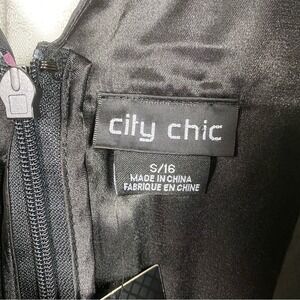 city chic
S/16
MADE IN CHINA
FABRIQUE EN CHINE